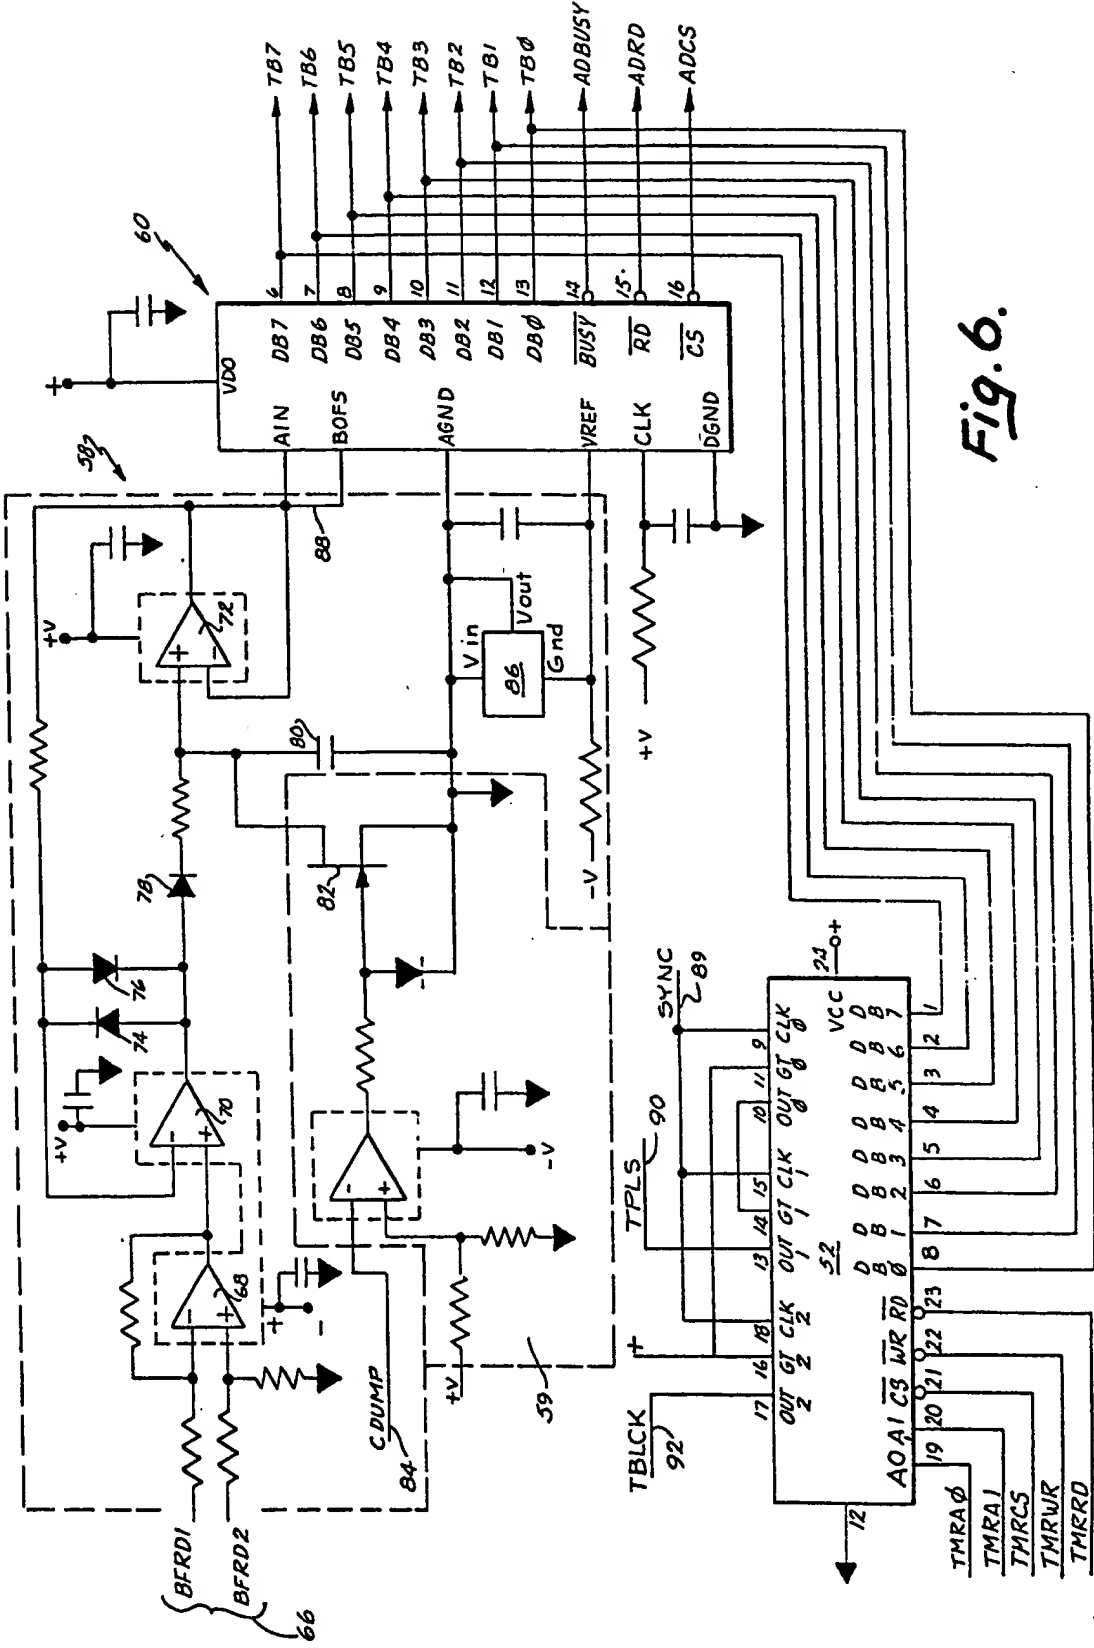 58
60
+
VDO
AIN
BOFS
AGND
VREF
CLK
DGND
DB7
DB6
DB5
DB4
DB3
DB2
DB1
DBØ
BUSY
RD
CS
6
7
8
9
10
11
12
13
14
15
16
TB7
TB6
TB5
TB4
TB3
TB2
TB1
TBØ
ADBUSY
ADRD
ADCS
+V
72
+
-
88
78
76
74
+V
70
-
+
68
-
+
+
-
BFRD1
BFRD2
66
80
82
Vin
Vout
86
Gnd
-V
+V
-
+
-V
+V
CDUMP
84
59
SYNC
89
TPLS
90
+
TBLCK
92
9
CLK Ø
11
GT Ø
10
OUT Ø
15
CLK 1
14
GT 1
13
OUT 1
18
CLK 2
16
GT 2
17
OUT 2
52
VCC
24
+
DB7
1
DB6
2
DB5
3
DB4
4
DB3
5
DB2
6
DB1
7
DBØ
8
RD
23
WR
22
CS
21
A1
20
A0
19
12
TMRAØ
TMRA1
TMRCS
TMRWR
TMRRD
Fig. 6.